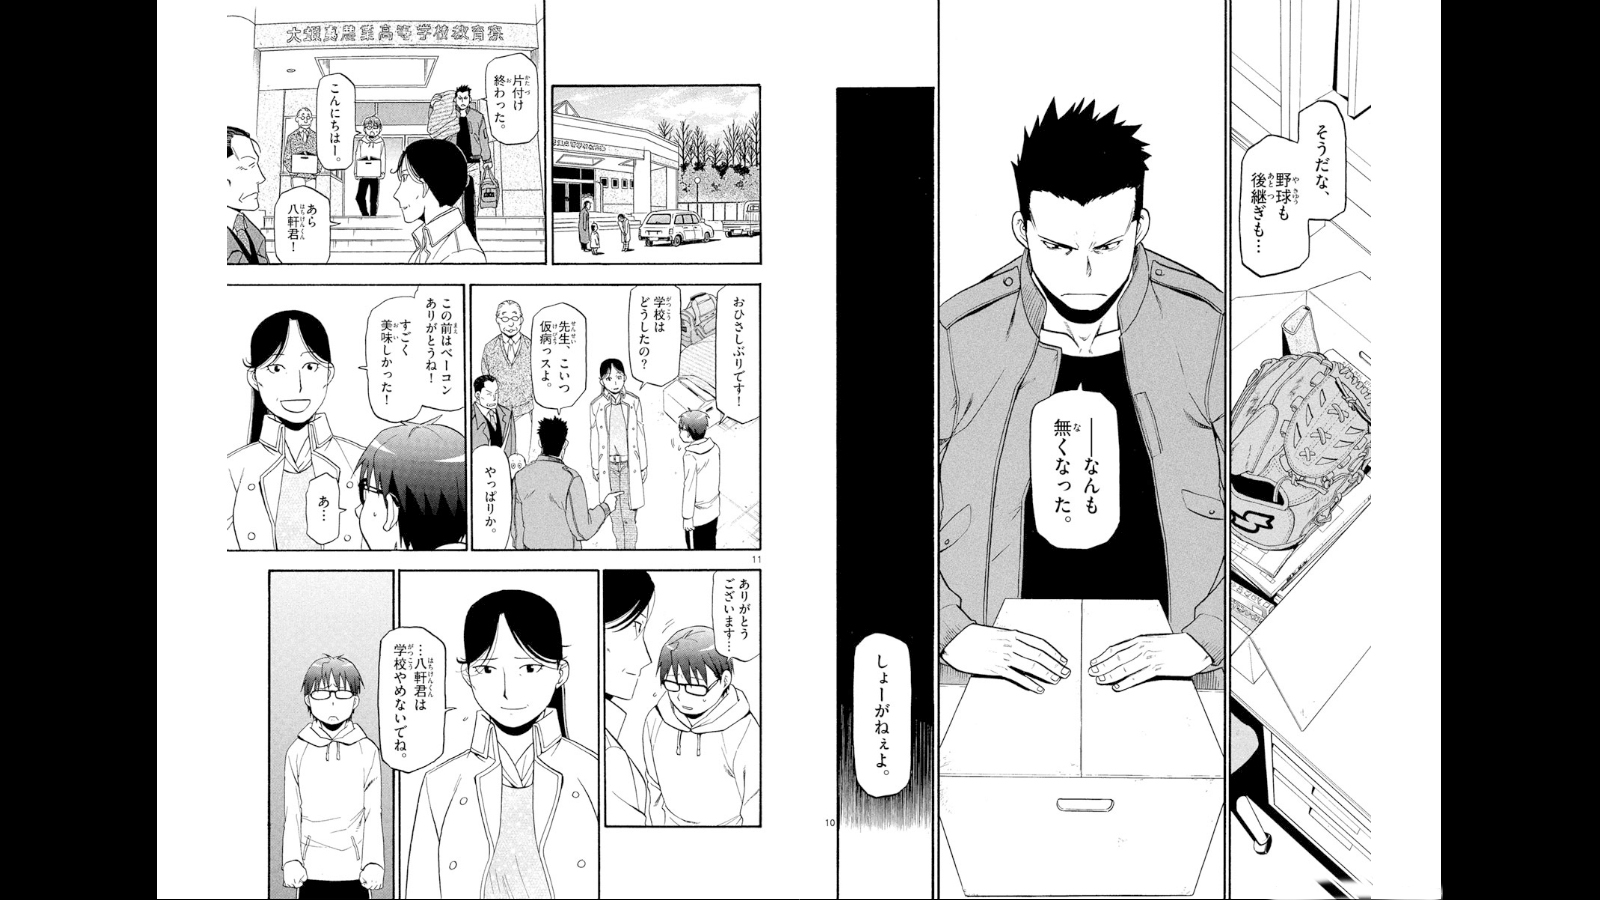 そうだな、
野球も
後継ぎも…
――なんも
無くなった。
しょーがねぇよ。
10
片付け
終わった。
大蝦夷農業高等学校教育寮
こんにちはー。
あら
八軒君!
おひさしぶりです!
学校は
どうしたの?
先生、こいつ
仮病っスよ。
やっぱりか。
この前はベーコン
ありがとうね!
すごく
美味しかった!
あ…
11
ありがとう
ございます…
…八軒君は
学校やめないでね。